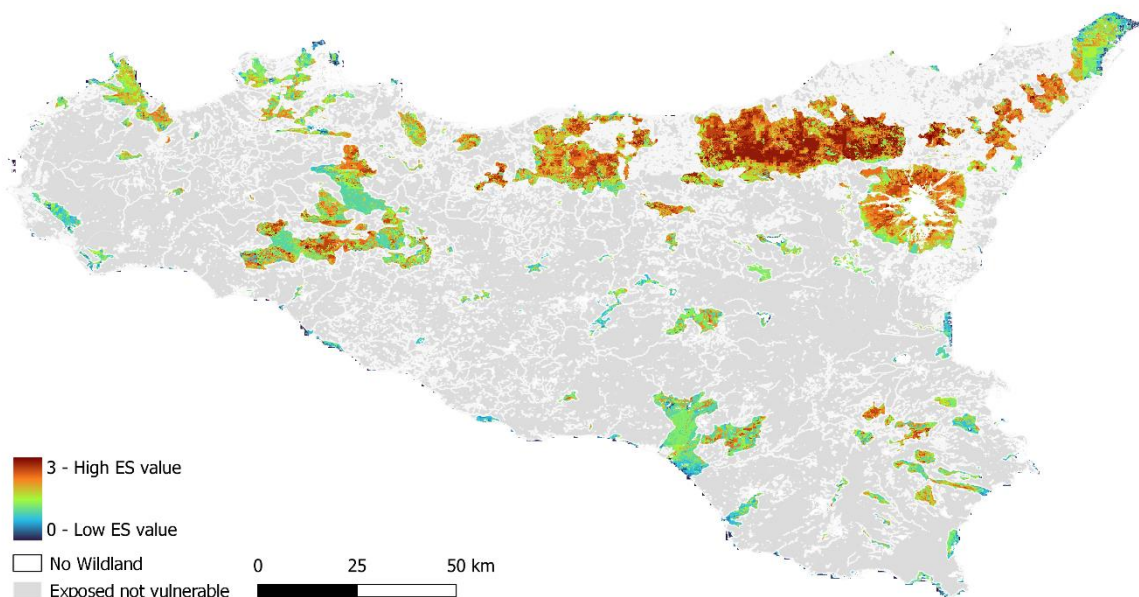 3 - High ES value
0 - Low ES value
No Wildland
Exposed not vulnerable
0 25 50 km